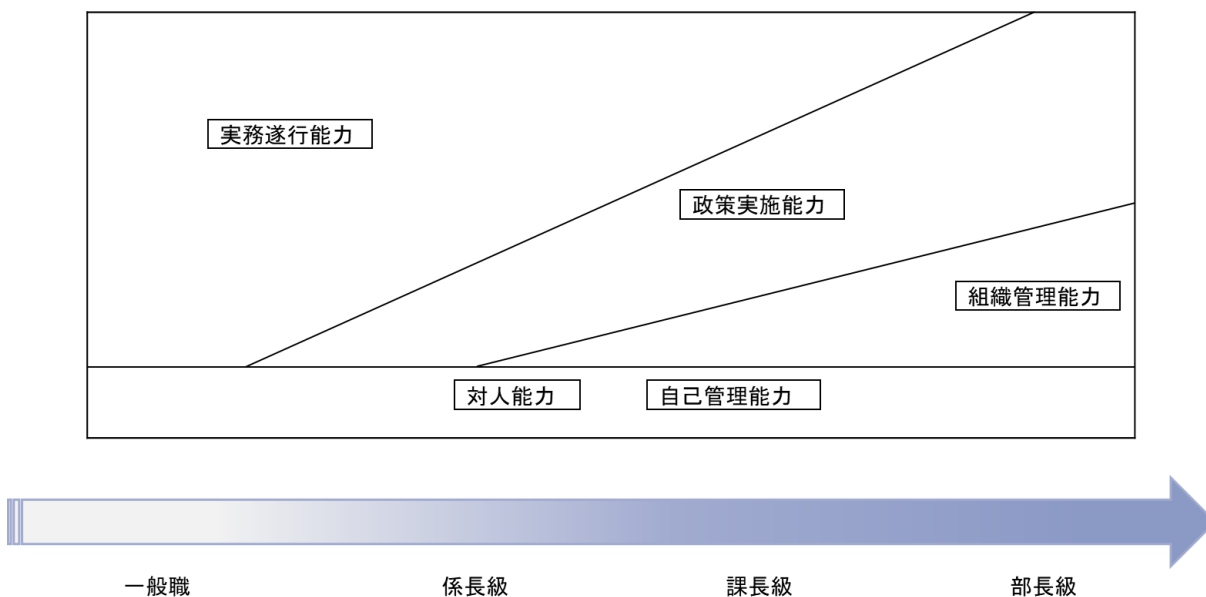 実務遂行能力
政策実施能力
組織管理能力
対人能力 自己管理能力
一般職 係長級 課長級 部長級